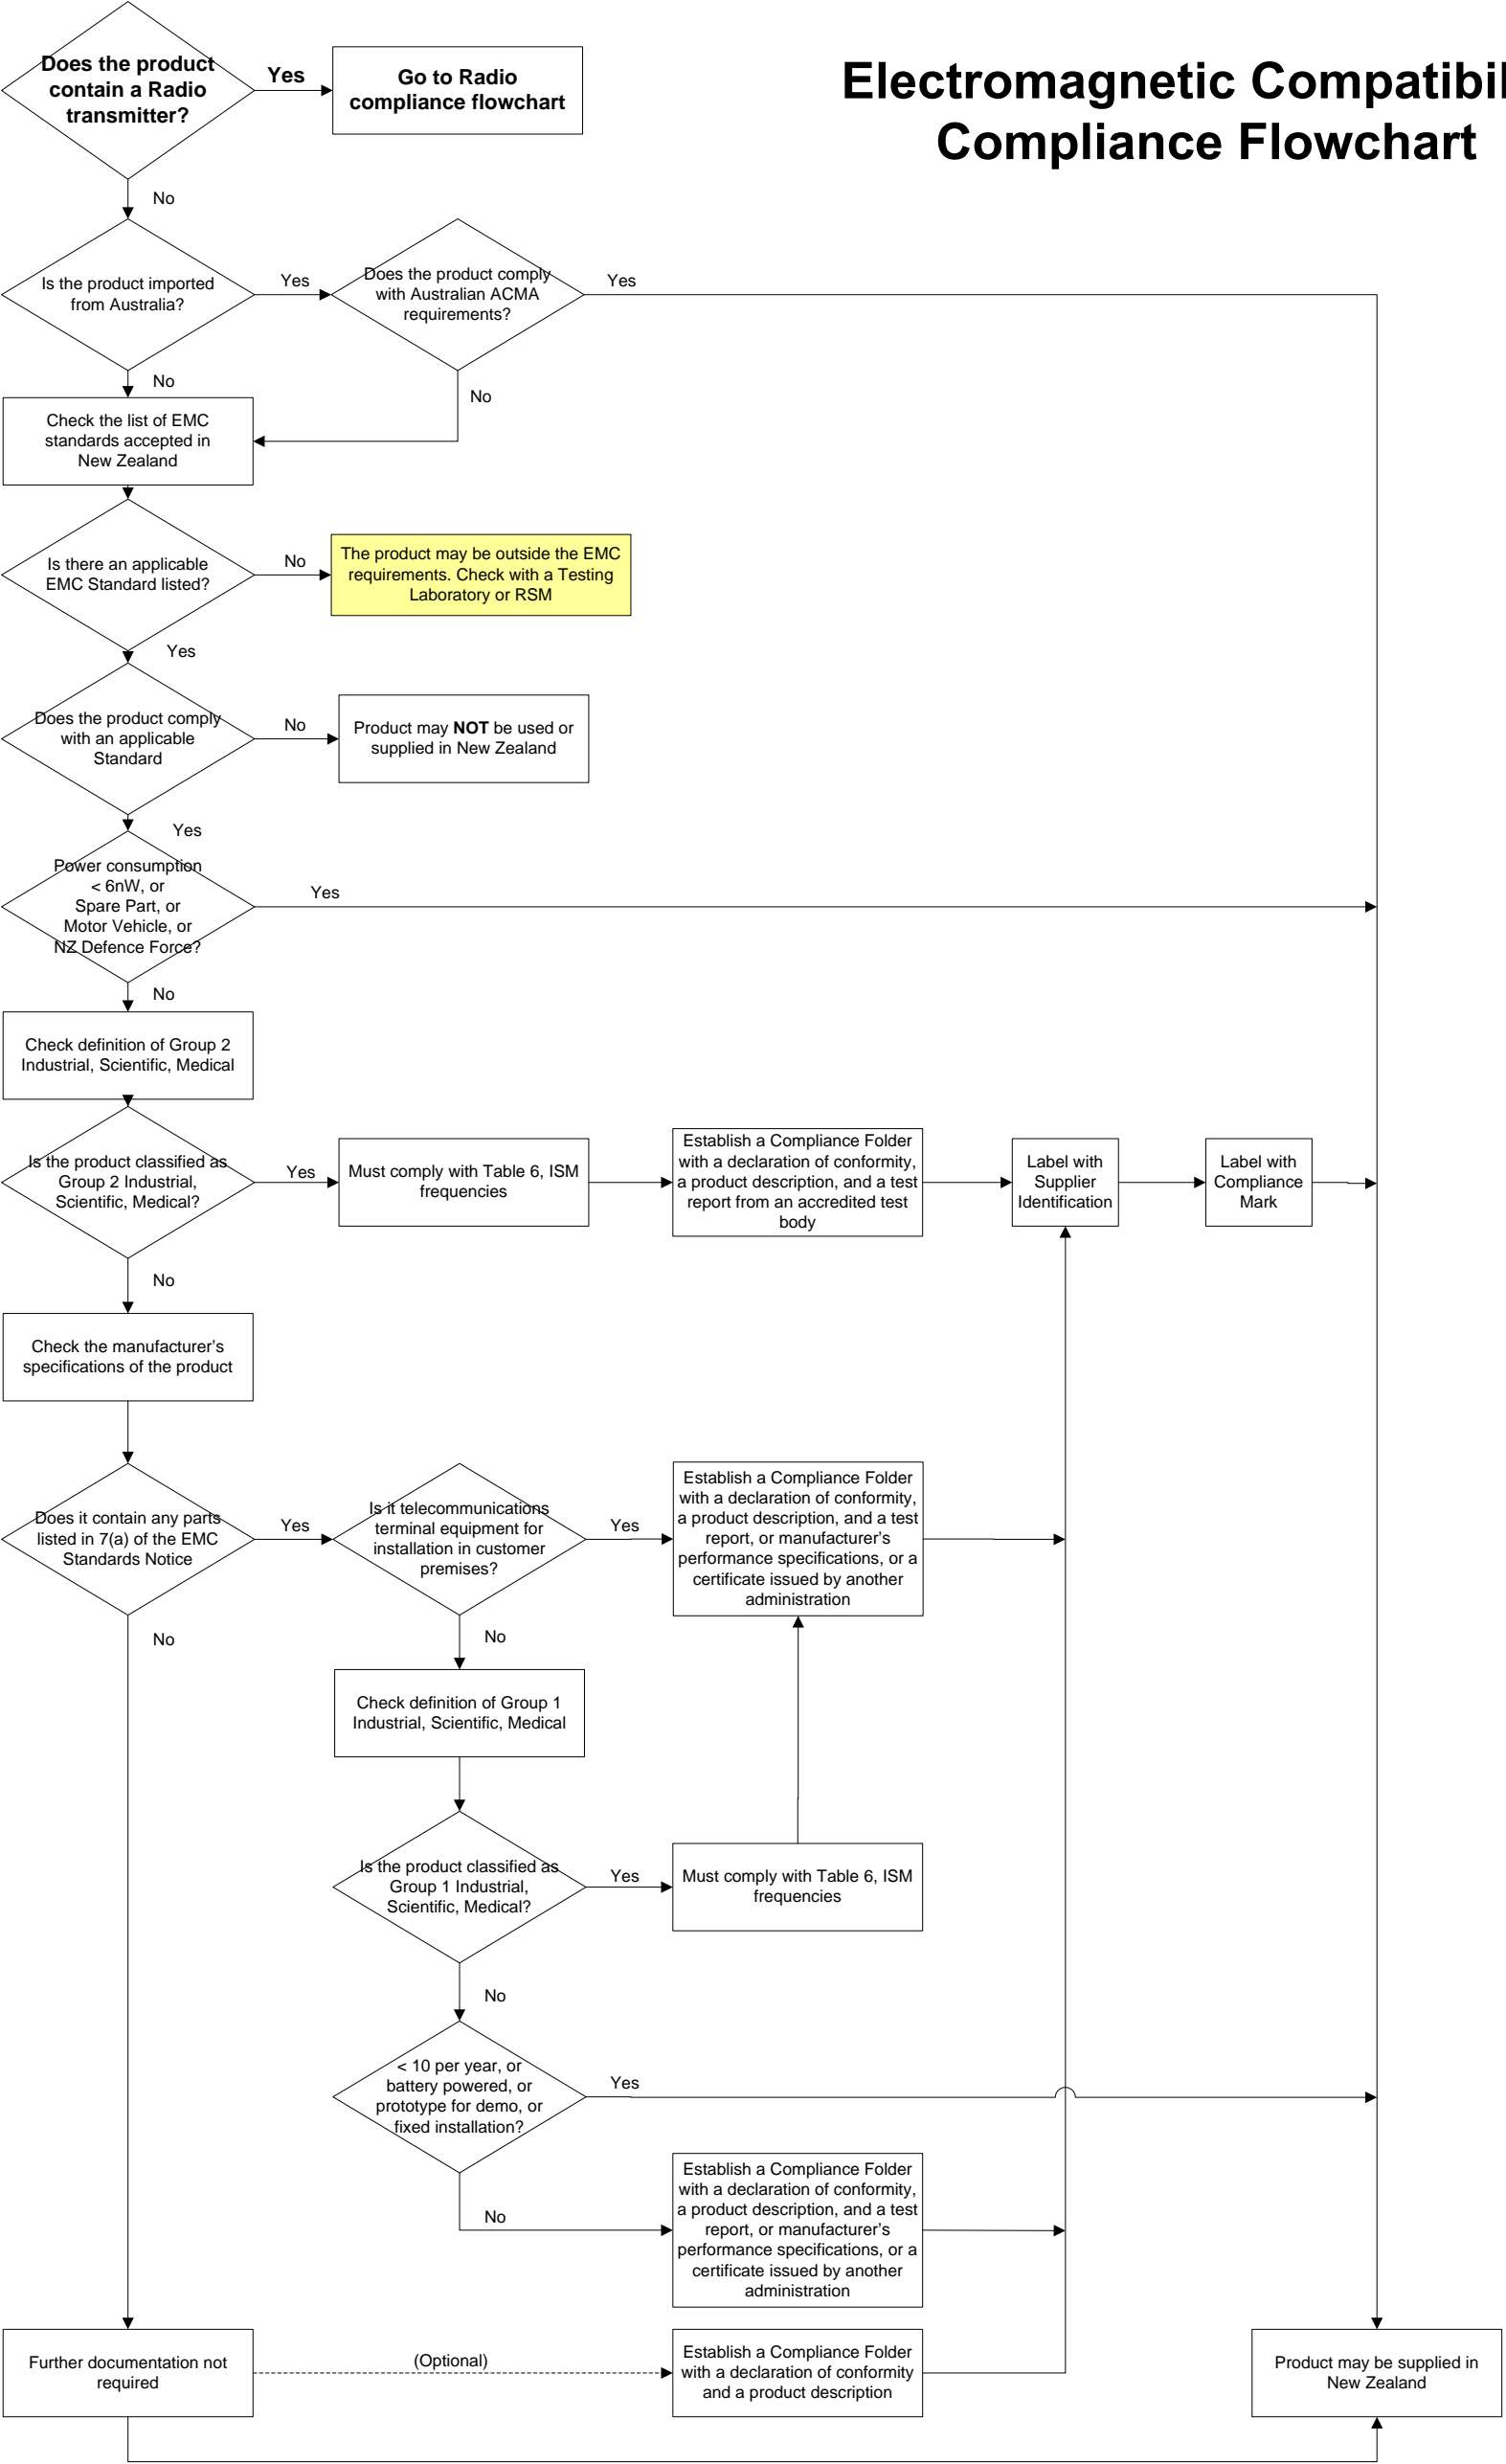 Electromagnetic Compatibil
Compliance Flowchart
Does the product
contain a Radio
transmitter?
Yes
Go to Radio
compliance flowchart
No
Is the product imported
from Australia?
Yes
Does the product comply
with Australian ACMA
requirements?
Yes
No
No
Check the list of EMC
standards accepted in
New Zealand
Is there an applicable
EMC Standard listed?
No
The product may be outside the EMC
requirements. Check with a Testing
Laboratory or RSM
Yes
Does the product comply
with an applicable
Standard
No
Product may NOT be used or
supplied in New Zealand
Yes
Power consumption
< 6nW, or
Spare Part, or
Motor Vehicle, or
NZ Defence Force?
Yes
No
Check definition of Group 2
Industrial, Scientific, Medical
Is the product classified as
Group 2 Industrial,
Scientific, Medical?
Yes
Must comply with Table 6, ISM
frequencies
Establish a Compliance Folder
with a declaration of conformity,
a product description, and a test
report from an accredited test
body
Label with
Supplier
Identification
Label with
Compliance
Mark
No
Check the manufacturer's
specifications of the product
Does it contain any parts
listed in 7(a) of the EMC
Standards Notice
Yes
Is it telecommunications
terminal equipment for
installation in customer
premises?
Yes
Establish a Compliance Folder
with a declaration of conformity,
a product description, and a test
report, or manufacturer's
performance specifications, or a
certificate issued by another
administration
No
No
Check definition of Group 1
Industrial, Scientific, Medical
Is the product classified as
Group 1 Industrial,
Scientific, Medical?
Yes
Must comply with Table 6, ISM
frequencies
No
< 10 per year, or
battery powered, or
prototype for demo, or
fixed installation?
Yes
No
Establish a Compliance Folder
with a declaration of conformity,
a product description, and a test
report, or manufacturer's
performance specifications, or a
certificate issued by another
administration
Further documentation not
required
(Optional)
Establish a Compliance Folder
with a declaration of conformity
and a product description
Product may be supplied in
New Zealand